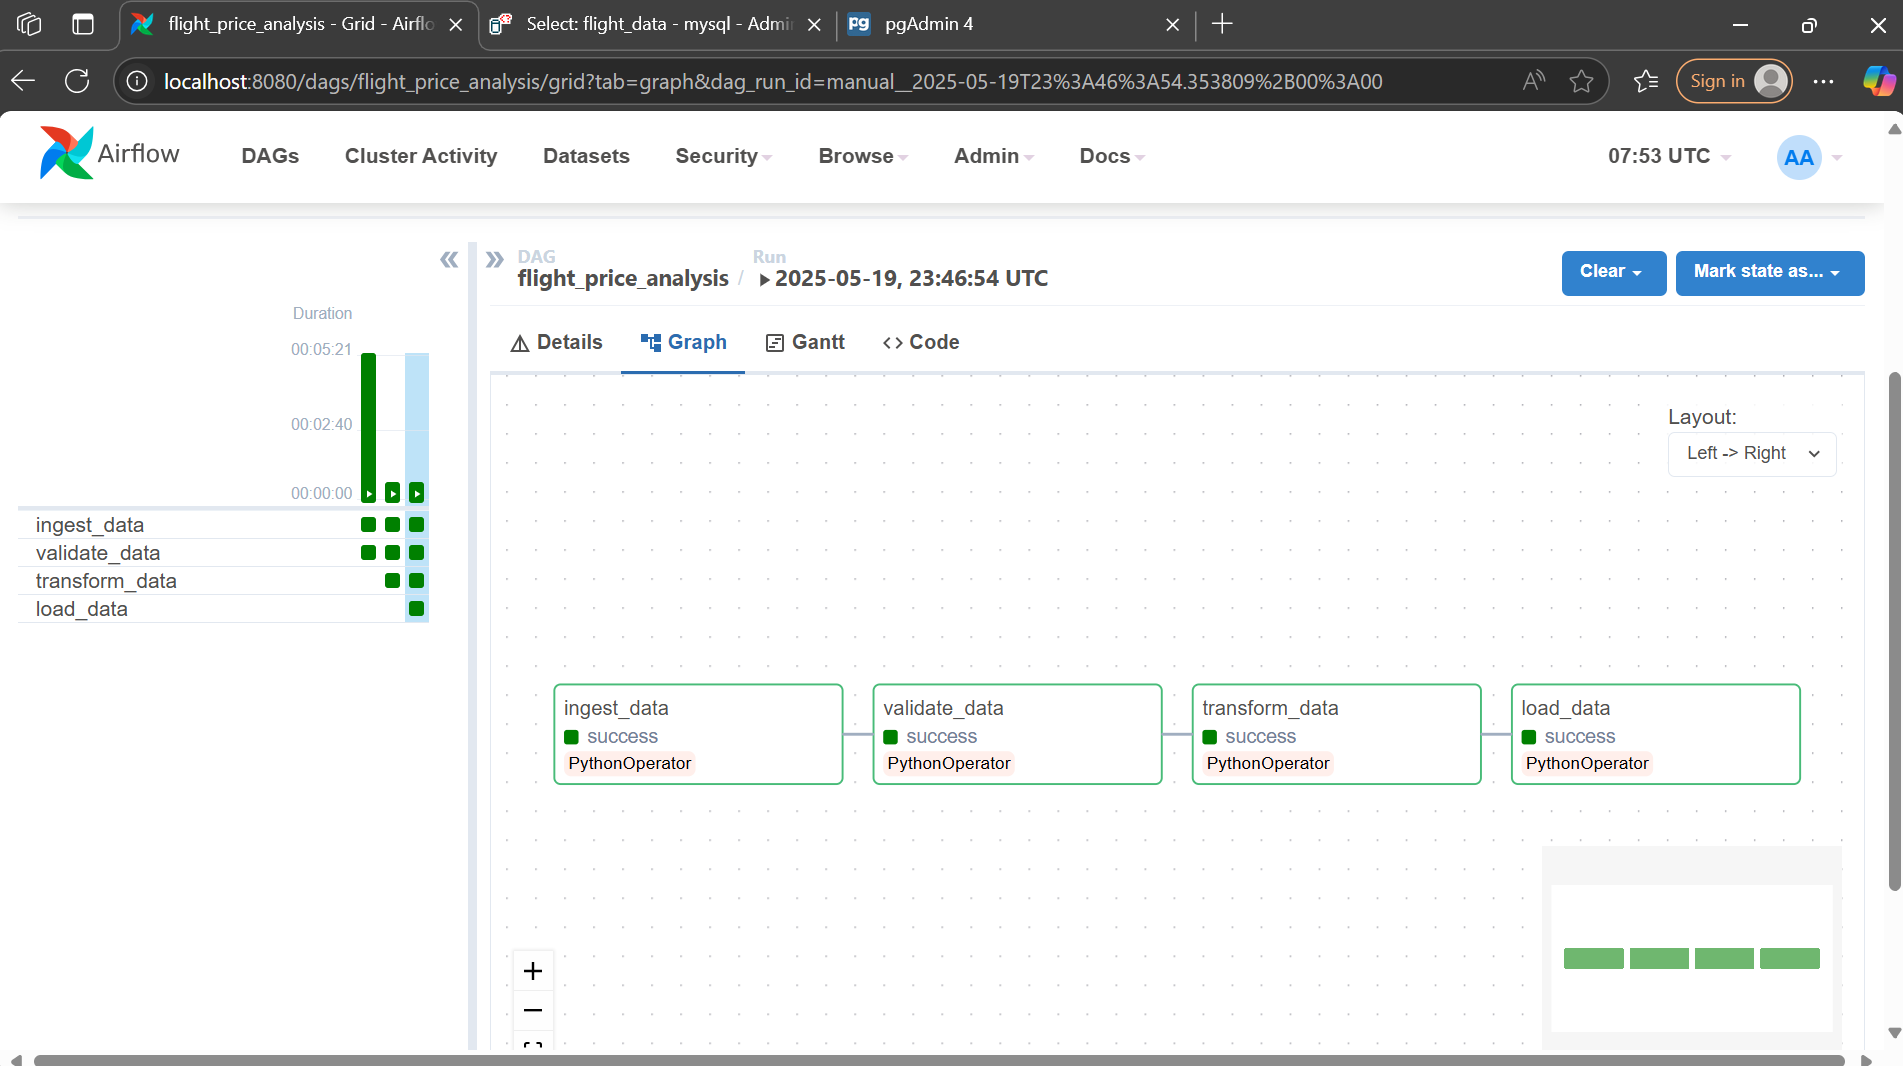 flight_price_analysis - Grid - Airflo
Select: flight_data - mysql - Admi
pgAdmin 4
localhost:8080/dags/flight_price_analysis/grid?tab=graph&dag_run_id=manual__2025-05-19T23%3A46%3A54.353809%2B00%3A00
Sign in
Airflow
DAGs
Cluster Activity
Datasets
Security
Browse
Admin
Docs
07:53 UTC
AA
DAG
flight_price_analysis
/
Run
2025-05-19, 23:46:54 UTC
Clear
Mark state as...
Details
Graph
Gantt
Code
Duration
00:05:21
00:02:40
00:00:00
ingest_data
validate_data
transform_data
load_data
Layout:
Left -> Right
ingest_data
success
PythonOperator
validate_data
success
PythonOperator
transform_data
success
PythonOperator
load_data
success
PythonOperator